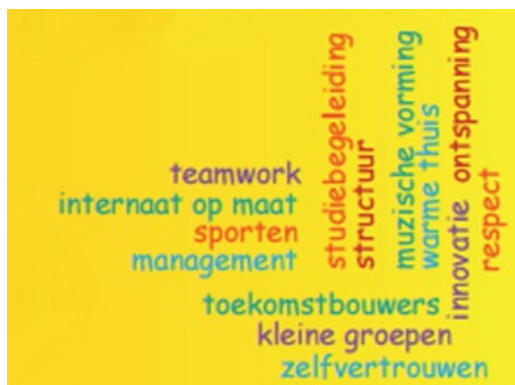 teamwork
internaat op maat
sporten
management
studiebegeleiding
structuur
muzische vorming
warme thuis
innovatie
ontspanning
respect
toekomstbouwers
kleine groepen
zelfvertrouwen